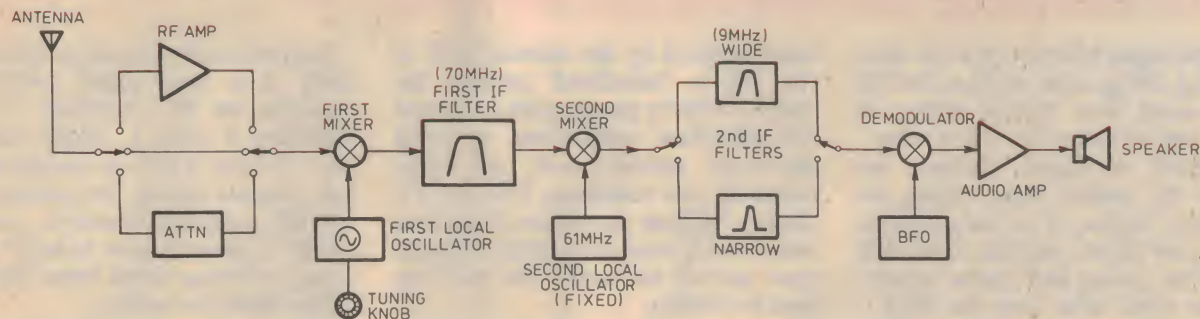 ANTENNA
RF AMP
ATTN
FIRST
MIXER
FIRST LOCAL
OSCILLATOR
TUNING
KNOB
(70MHz)
FIRST IF
FILTER
SECOND
MIXER
61MHz
SECOND LOCAL
OSCILLATOR
(FIXED)
(9MHz)
WIDE
2nd IF
FILTERS
NARROW
DEMODULATOR
BFO
AUDIO AMP
SPEAKER